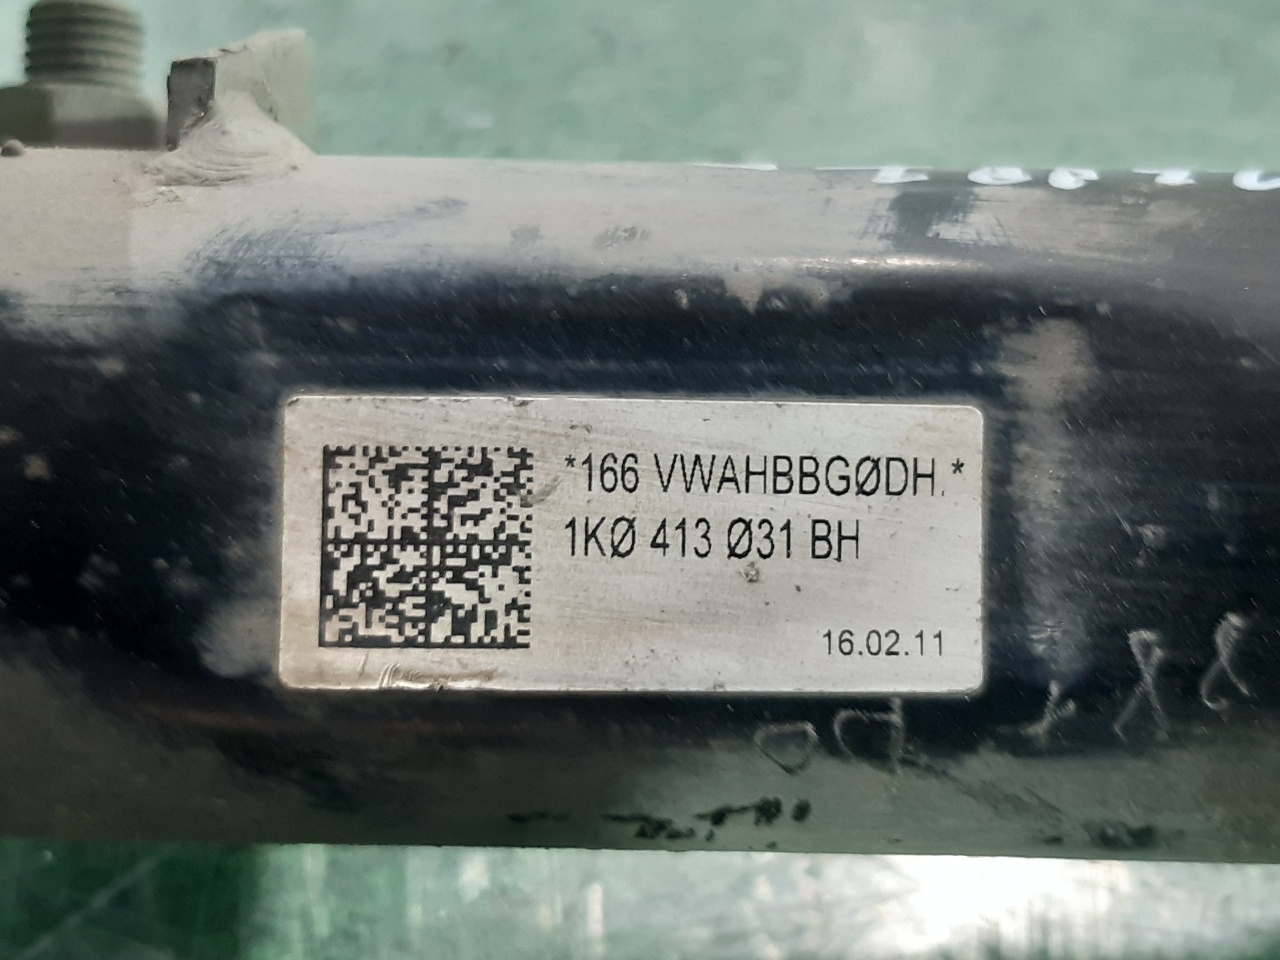 *166 VWAHBBGØDH.*
1KØ 413 Ø31 BH
16.02.11